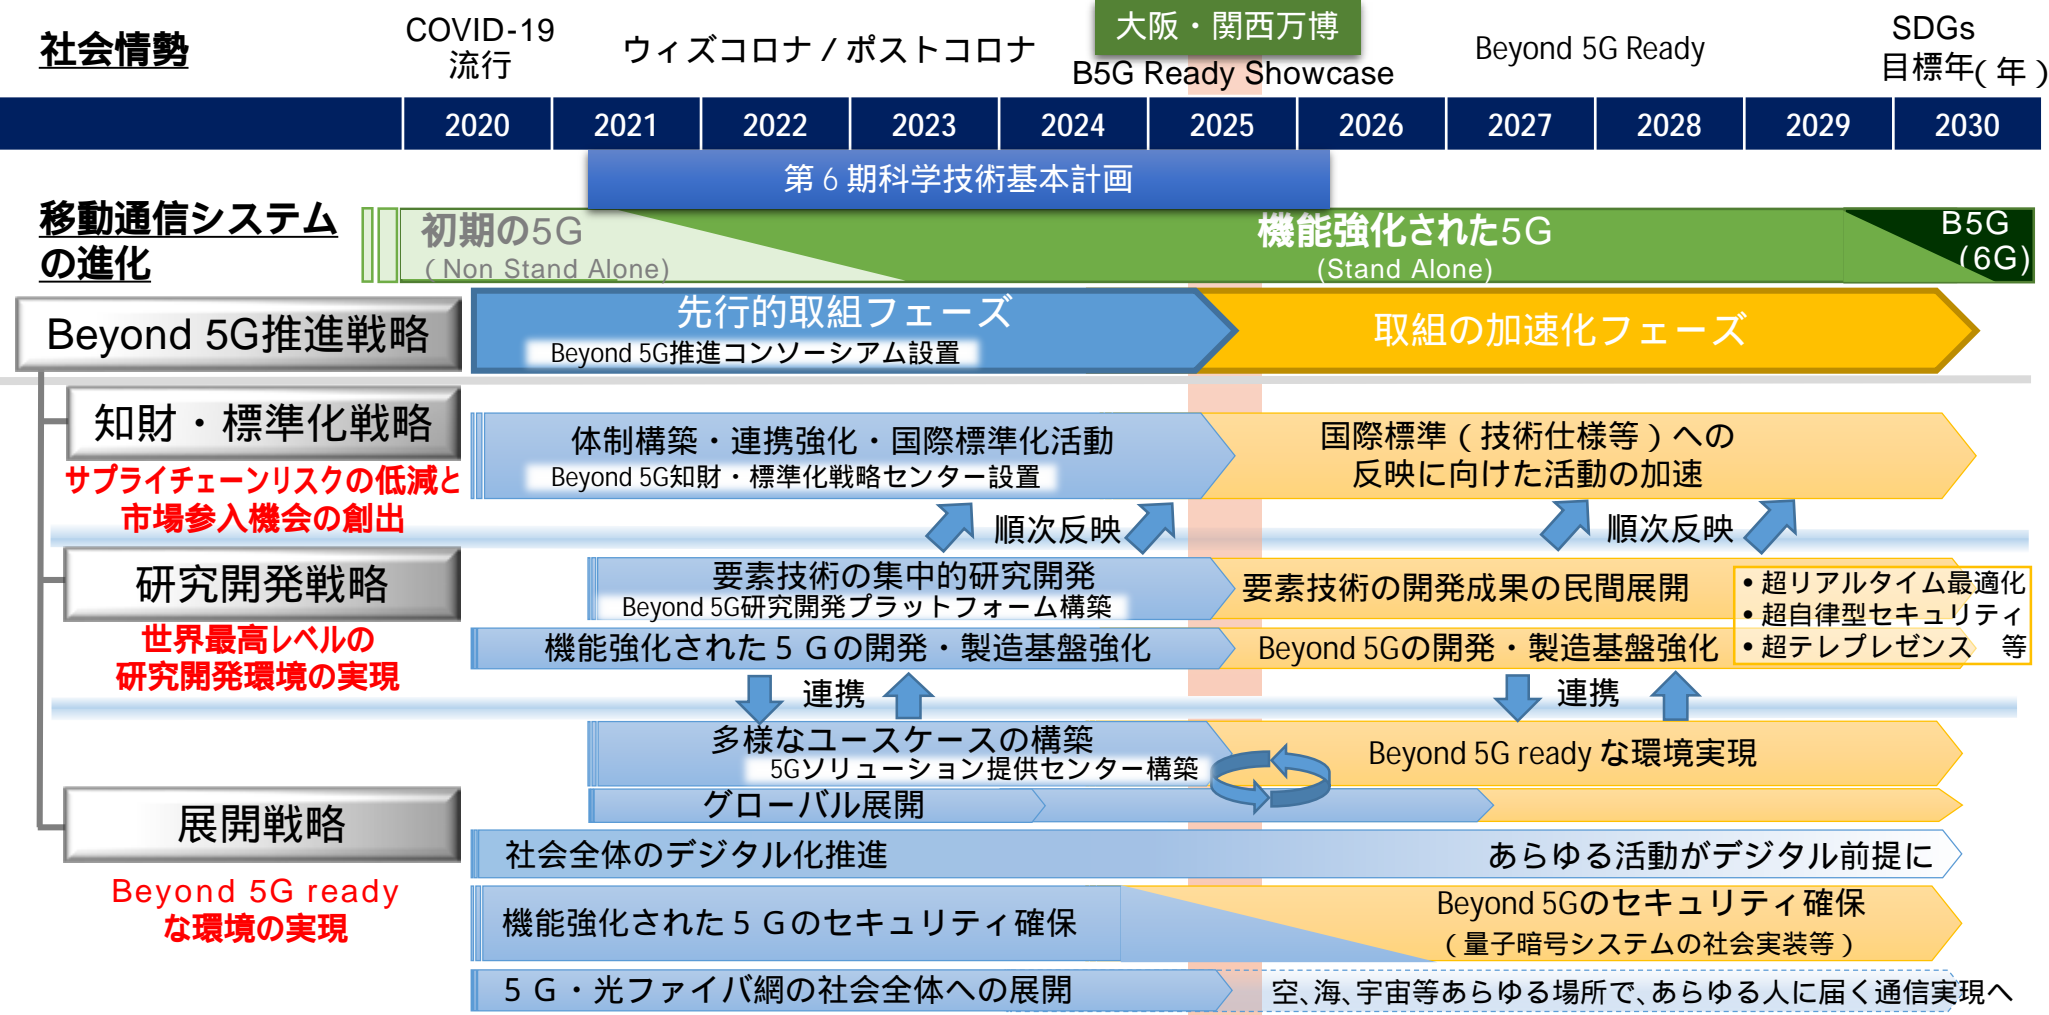 社会情勢
COVID-19
流行
ウィズコロナ / ポストコロナ
大阪・関西万博
B5G Ready Showcase
Beyond 5G Ready
SDGs
目標年
(年)
2020 2021 2022 2023 2024 2025 2026 2027 2028 2029 2030
第6期科学技術基本計画
移動通信システム
の進化
初期の5G
(Non Stand Alone)
機能強化された5G
(Stand Alone)
B5G
(6G)
Beyond 5G推進戦略
先行的取組フェーズ
Beyond 5G推進コンソーシアム設置
取組の加速化フェーズ
知財・標準化戦略
サプライチェーンリスクの低減と
市場参入機会の創出
体制構築・連携強化・国際標準化活動
Beyond 5G知財・標準化戦略センター設置
国際標準(技術仕様等)への
反映に向けた活動の加速
順次反映
順次反映
研究開発戦略
世界最高レベルの
研究開発環境の実現
要素技術の集中的研究開発
Beyond 5G研究開発プラットフォーム構築
要素技術の開発成果の民間展開
•超リアルタイム最適化
•超自律型セキュリティ
•超テレプレゼンス 等
機能強化された5Gの開発・製造基盤強化
Beyond 5Gの開発・製造基盤強化
連携
連携
展開戦略
Beyond 5G ready
な環境の実現
多様なユースケースの構築
5Gソリューション提供センター構築
Beyond 5G ready な環境実現
グローバル展開
社会全体のデジタル化推進
あらゆる活動がデジタル前提に
機能強化された5Gのセキュリティ確保
Beyond 5Gのセキュリティ確保
(量子暗号システムの社会実装等)
5G・光ファイバ網の社会全体への展開
空、海、宇宙等あらゆる場所で、あらゆる人に届く通信実現へ